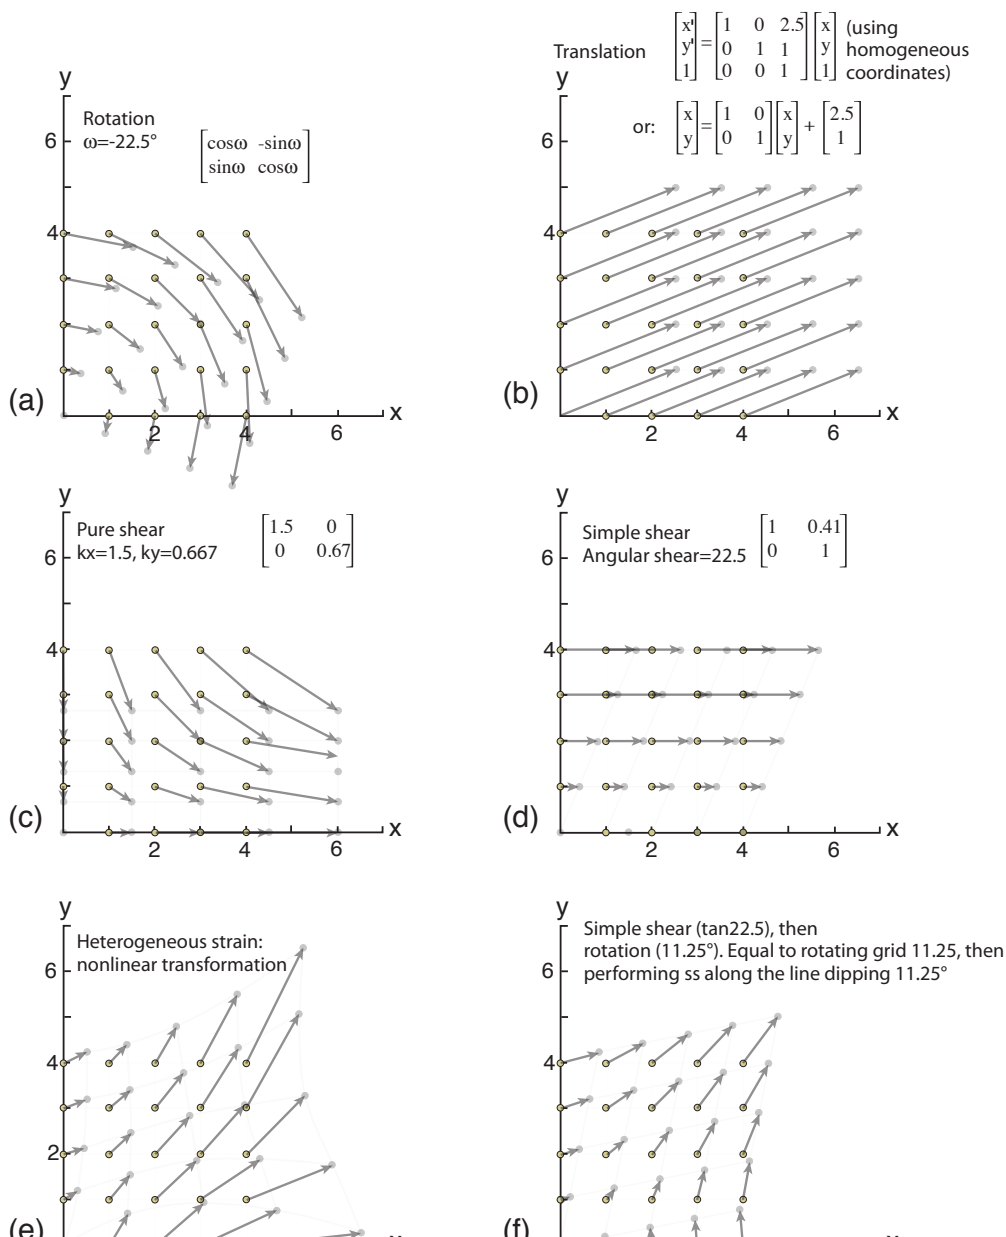 y
Rotation
ω=-22.5°
cosω -sinω
sinω cosω
6
4
(a)
2 4 6
x
Translation
x' 1 0 2.5 x
y' = 0 1 1 y
1 0 0 1 1
(using
homogeneous
coordinates)
or:
x = 1 0 x + 2.5
y 0 1 y 1
y
6
4
(b)
2 4 6
x
y
Pure shear
kx=1.5, ky=0.667
1.5 0
0 0.67
6
4
2
(c)
2 4 6
x
y
Simple shear
Angular shear=22.5
1 0.41
0 1
6
4
2
(d)
2 4 6
x
y
Heterogeneous strain:
nonlinear transformation
6
4
2
(e)
y
Simple shear (tan22.5), then
rotation (11.25°). Equal to rotating grid 11.25, then
performing ss along the line dipping 11.25°
6
4
2
(f)